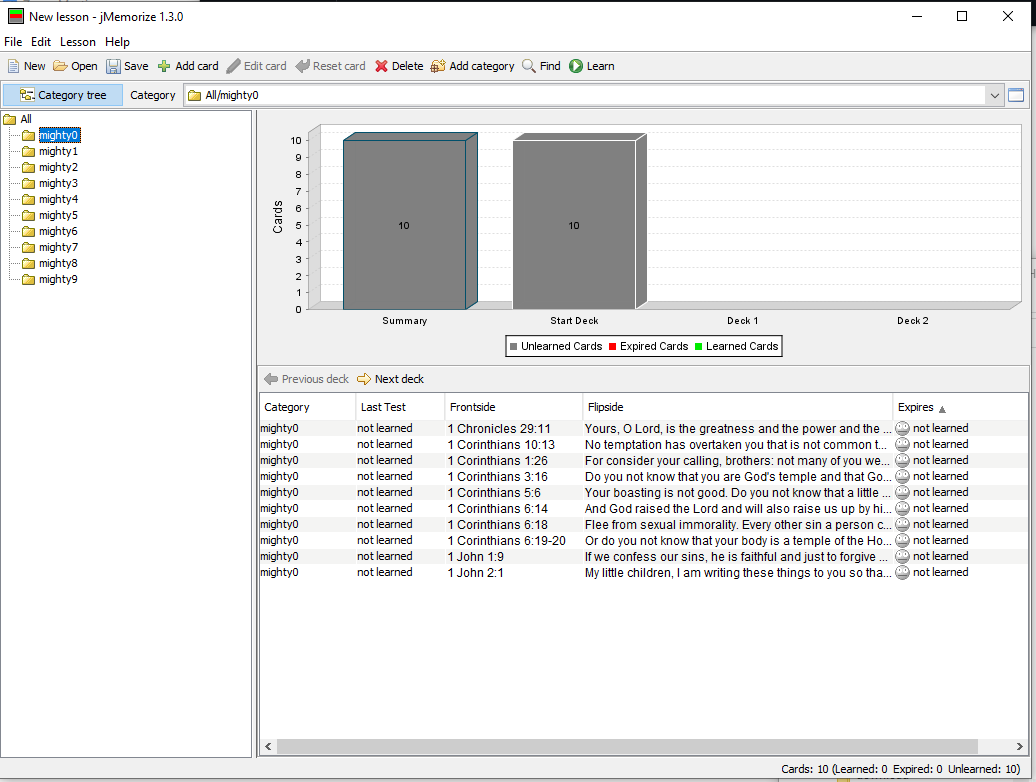 New lesson - jMemorize 1.3.0
File Edit Lesson Help
New Open Save Add card Edit card Reset card Delete Add category Find Learn
Category tree Category All/mighty0
All
mighty0
mighty1
mighty2
mighty3
mighty4
mighty5
mighty6
mighty7
mighty8
mighty9
Cards
10
9
8
7
6
5
4
3
2
1
0
10 10
Summary Start Deck Deck 1 Deck 2
Unlearned Cards Expired Cards Learned Cards
Previous deck Next deck
Category Last Test Frontside Flipside Expires
mighty0 not learned 1 Chronicles 29:11 Yours, O Lord, is the greatness and the power and the ... not learned
mighty0 not learned 1 Corinthians 10:13 No temptation has overtaken you that is not common t... not learned
mighty0 not learned 1 Corinthians 1:26 For consider your calling, brothers: not many of you we... not learned
mighty0 not learned 1 Corinthians 3:16 Do you not know that you are God's temple and that Go... not learned
mighty0 not learned 1 Corinthians 5:6 Your boasting is not good. Do you not know that a little ... not learned
mighty0 not learned 1 Corinthians 6:14 And God raised the Lord and will also raise us up by hi... not learned
mighty0 not learned 1 Corinthians 6:18 Flee from sexual immorality. Every other sin a person c... not learned
mighty0 not learned 1 Corinthians 6:19-20 Or do you not know that your body is a temple of the Ho... not learned
mighty0 not learned 1 John 1:9 If we confess our sins, he is faithful and just to forgive ... not learned
mighty0 not learned 1 John 2:1 My little children, I am writing these things to you so tha... not learned
Cards: 10 (Learned: 0 Expired: 0 Unlearned: 10)